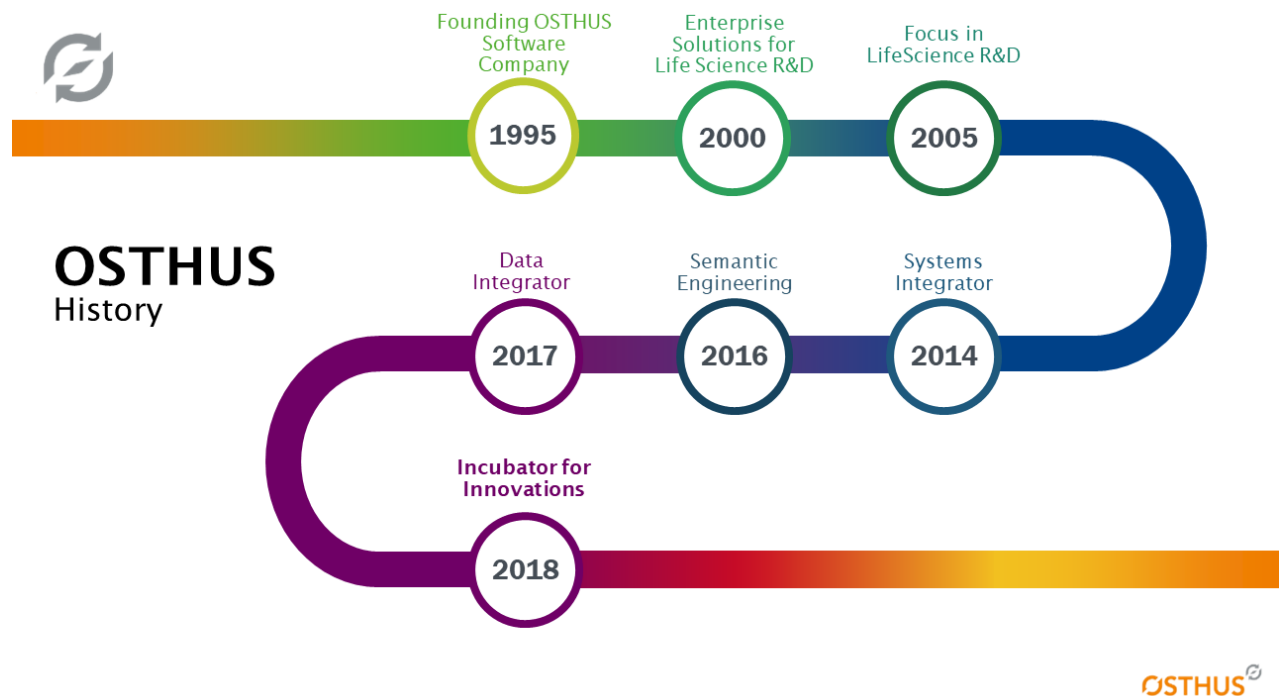 Founding OSTHUS
Software
Company
1995
Enterprise
Solutions for
Life Science R&D
2000
Focus in
LifeScience R&D
2005
OSTHUS
History
Systems
Integrator
2014
Semantic
Engineering
2016
Data
Integrator
2017
Incubator for
Innovations
2018
OSTHUS